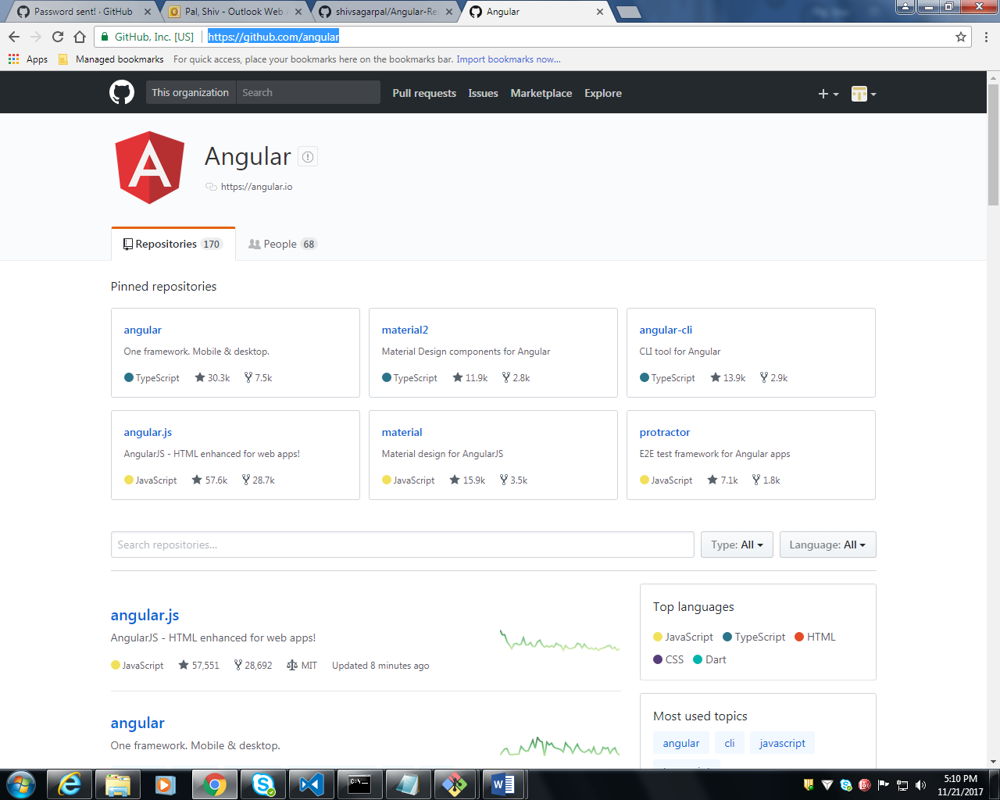 Password sent! · GitHub
Pal, Shiv - Outlook Web
shivsagarpal/Angular-Re
Angular
GitHub, Inc. [US] https://github.com/angular
Apps Managed bookmarks For quick access, place your bookmarks here on the bookmarks bar. Import bookmarks now...
This organization Search Pull requests Issues Marketplace Explore
Angular
https://angular.io
Repositories 170 People 68
Pinned repositories
angular
One framework. Mobile & desktop.
TypeScript 30.3k 7.5k
material2
Material Design components for Angular
TypeScript 11.9k 2.8k
angular-cli
CLI tool for Angular
TypeScript 13.9k 2.9k
angular.js
AngularJS - HTML enhanced for web apps!
JavaScript 57.6k 28.7k
material
Material design for AngularJS
JavaScript 15.9k 3.5k
protractor
E2E test framework for Angular apps
JavaScript 7.1k 1.8k
Search repositories... Type: All Language: All
angular.js
AngularJS - HTML enhanced for web apps!
JavaScript 57,551 28,692 MIT Updated 8 minutes ago
angular
One framework. Mobile & desktop.
Top languages
JavaScript TypeScript HTML
CSS Dart
Most used topics
angular cli javascript
5:10 PM
11/21/2017